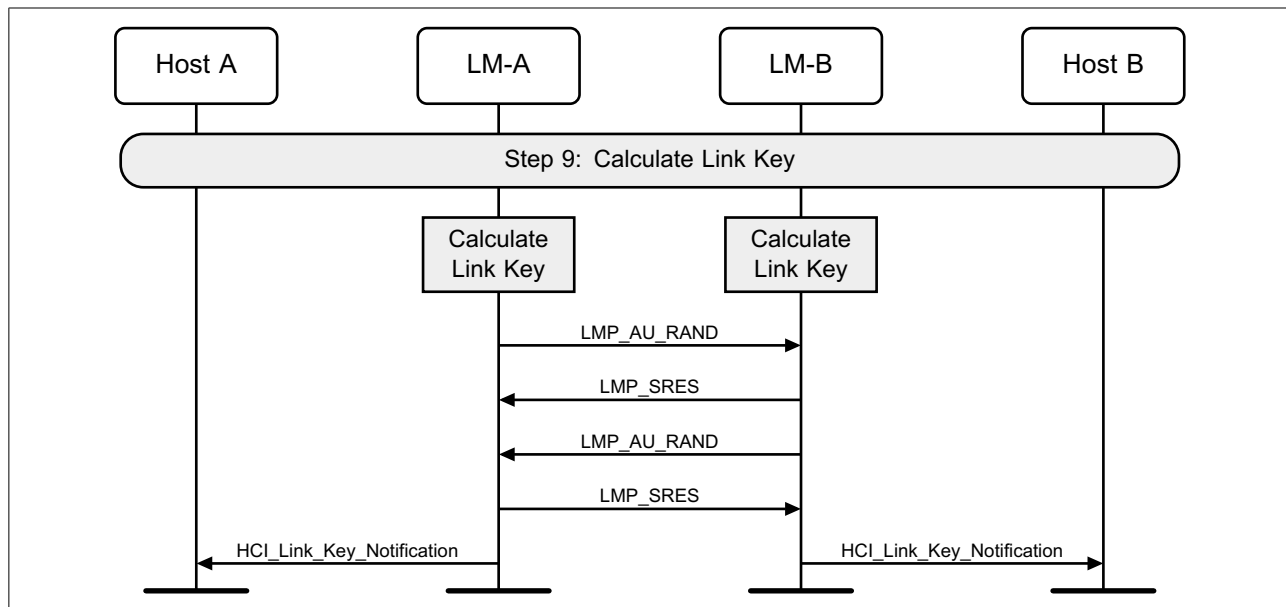 Host A
LM-A
LM-B
Host B
Step 9: Calculate Link Key
Calculate
Link Key
Calculate
Link Key
LMP_AU_RAND
LMP_SRES
LMP_AU_RAND
LMP_SRES
HCI_Link_Key_Notification
HCI_Link_Key_Notification